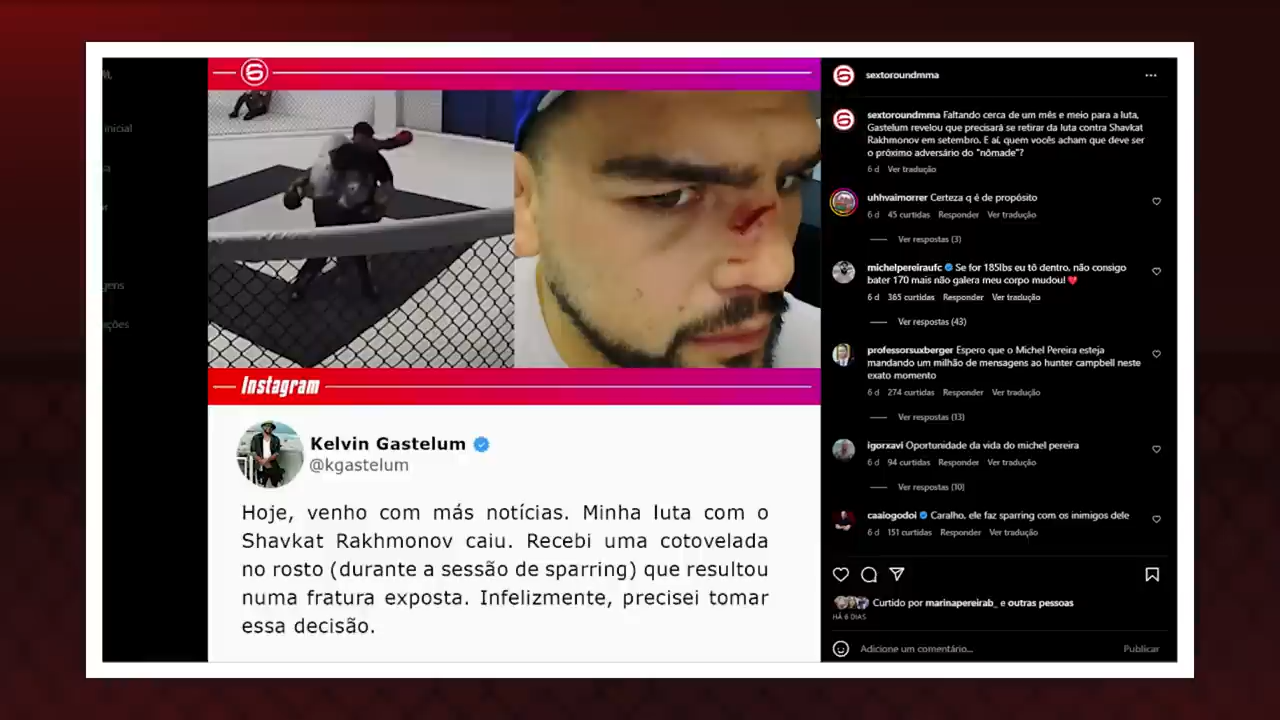 inicial
gens
ações
Instagram
Kelvin Gastelum
@kgastelum
Hoje, venho com más notícias. Minha luta com o
Shavkat Rakhmonov caiu. Recebi uma cotovelada
no rosto (durante a sessão de sparring) que resultou
numa fratura exposta. Infelizmente, precisei tomar
essa decisão.
sextoroundmma
sextoroundmma Faltando cerca de um mês e meio para a luta,
Gastelum revelou que precisará se retirar da luta contra Shavkat
Rakhmonov em setembro. E aí, quem vocês acham que deve ser
o próximo adversário do "nômade"?
6 d Ver tradução
uhhvaimorrer Certeza q é de propósito
6 d 45 curtidas Responder Ver tradução
Ver respostas (3)
michelpereiraufc Se for 185lbs eu tô dentro, não consigo
bater 170 mais não galera meu corpo mudou! ❤️
6 d 365 curtidas Responder Ver tradução
Ver respostas (43)
professorsuxberger Espero que o Michel Pereira esteja
mandando um milhão de mensagens ao hunter campbell neste
exato momento
6 d 274 curtidas Responder Ver tradução
Ver respostas (13)
igorxavi Oportunidade da vida do michel pereira
6 d 94 curtidas Responder Ver tradução
Ver respostas (10)
caaiogodoi Caralho, ele faz sparring com os inimigos dele
6 d 151 curtidas Responder Ver tradução
Curtido por marinapereirab_ e outras pessoas
HÁ 6 DIAS
Adicione um comentário...
Publicar